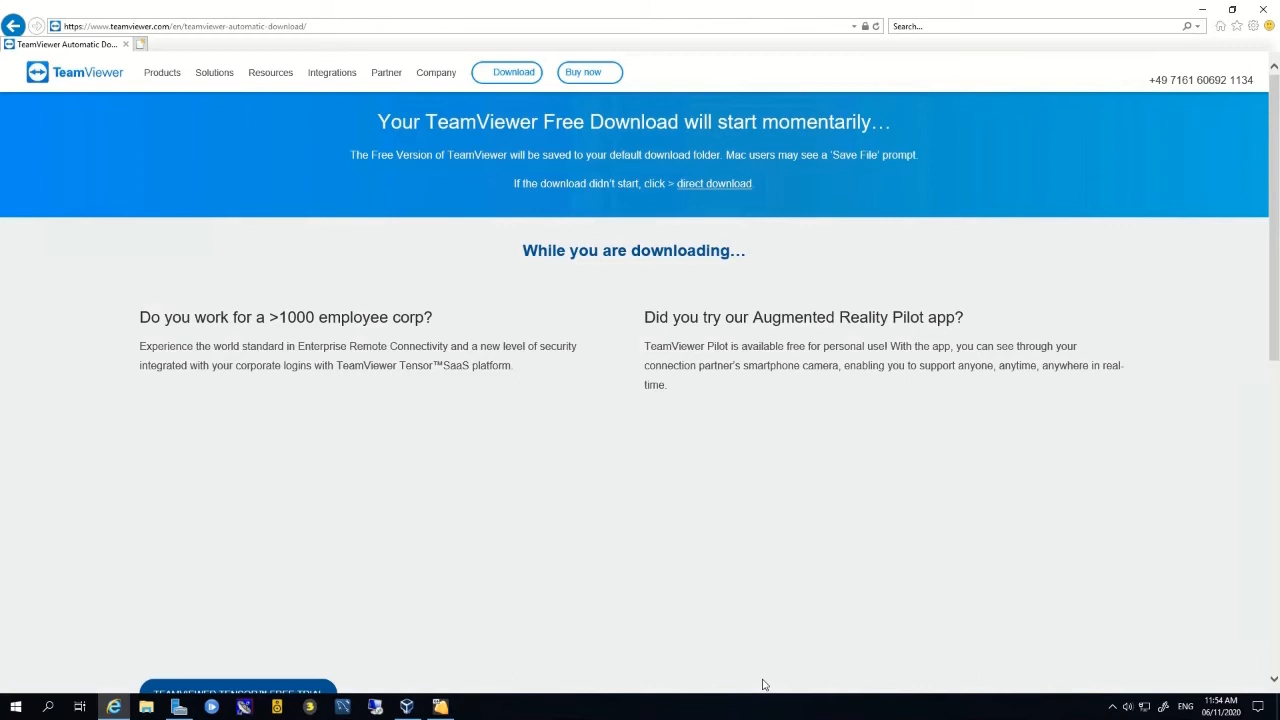 https://www.teamviewer.com/en/teamviewer-automatic-download/
Search...
TeamViewer Automatic Do...
TeamViewer
Products
Solutions
Resources
Integrations
Partner
Company
Download
Buy now
+49 7161 60692 1134
Your TeamViewer Free Download will start momentarily…
The Free Version of TeamViewer will be saved to your default download folder. Mac users may see a ‘Save File’ prompt.
If the download didn’t start, click > direct download.
While you are downloading…
Do you work for a >1000 employee corp?
Experience the world standard in Enterprise Remote Connectivity and a new level of security
integrated with your corporate logins with TeamViewer Tensor™SaaS platform.
Did you try our Augmented Reality Pilot app?
TeamViewer Pilot is available free for personal use! With the app, you can see through your
connection partner's smartphone camera, enabling you to support anyone, anytime, anywhere in real-
time.
TEAMVIEWER TENSOR™ FREE TRIAL
ENG
11:54 AM
06/11/2020